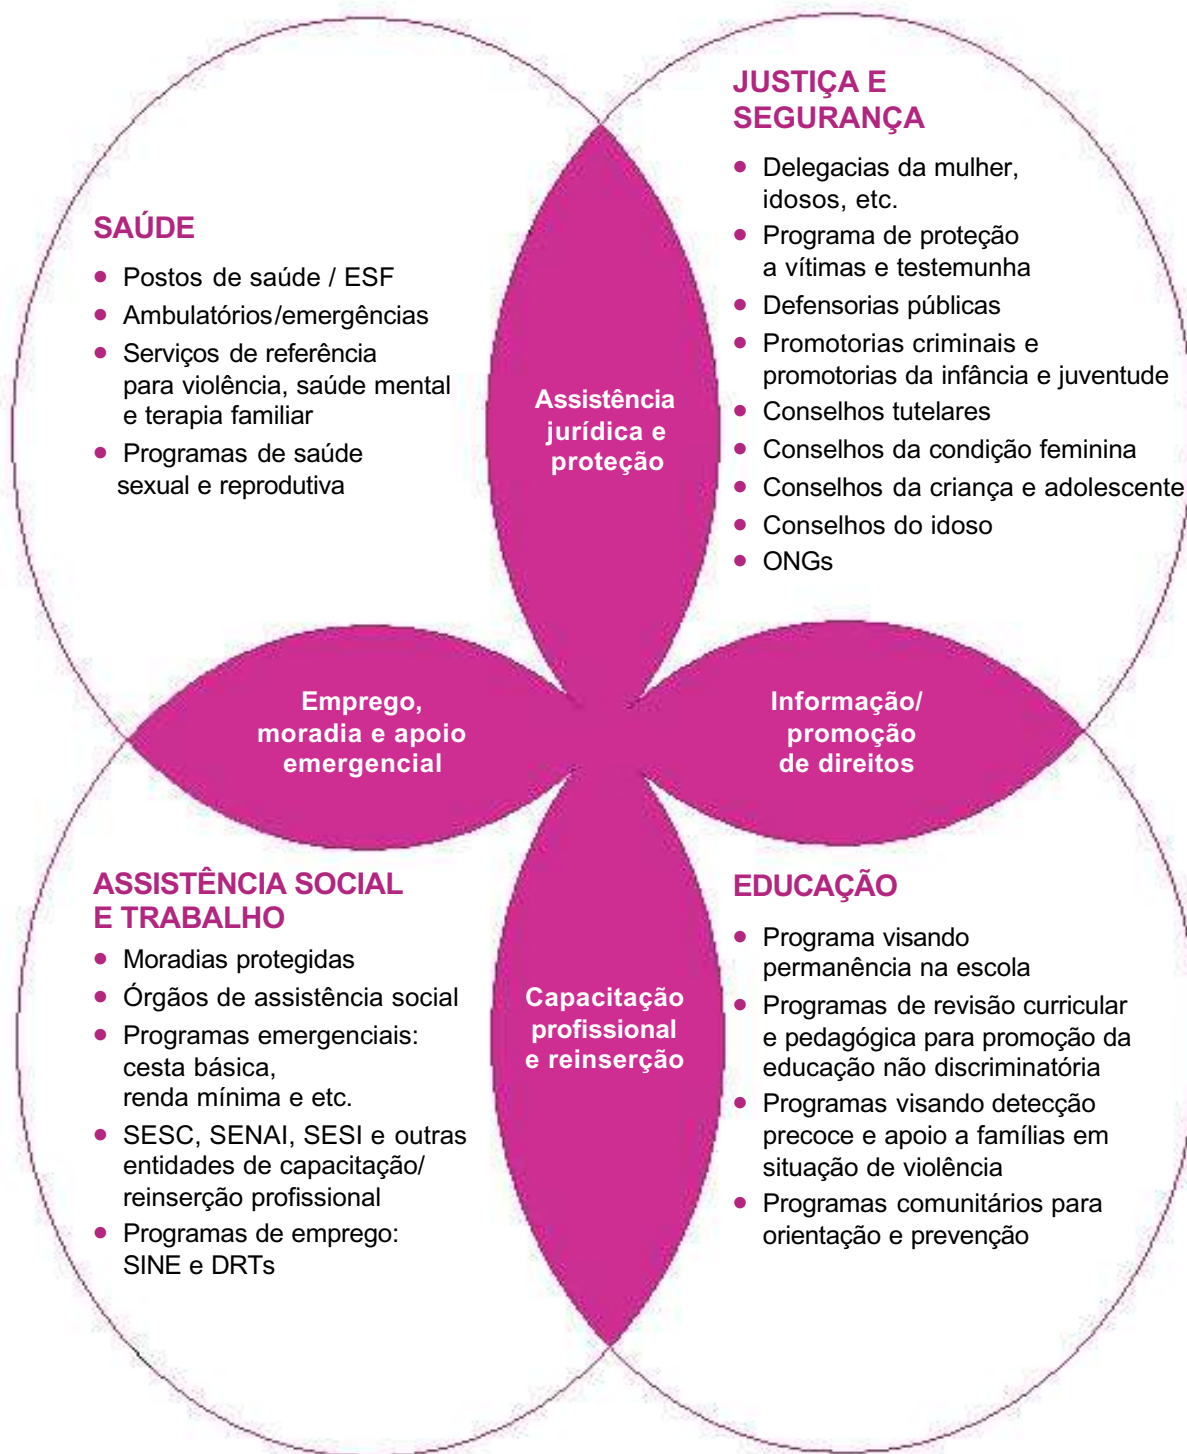 SAÚDE
• Postos de saúde / ESF
• Ambulatórios/emergências
• Serviços de referência
para violência, saúde mental
e terapia familiar
• Programas de saúde
sexual e reprodutiva
JUSTIÇA E
SEGURANÇA
• Delegacias da mulher,
idosos, etc.
• Programa de proteção
a vítimas e testemunha
• Defensorias públicas
• Promotorias criminais e
promotorias da infância e juventude
• Conselhos tutelares
• Conselhos da condição feminina
• Conselhos da criança e adolescente
• Conselhos do idoso
• ONGs
Assistência
jurídica e
proteção
Emprego,
moradia e apoio
emergencial
Informação/
promoção
de direitos
Capacitação
profissional
e reinserção
ASSISTÊNCIA SOCIAL
E TRABALHO
• Moradias protegidas
• Órgãos de assistência social
• Programas emergenciais:
cesta básica,
renda mínima e etc.
• SESC, SENAI, SESI e outras
entidades de capacitação/
reinserção profissional
• Programas de emprego:
SINE e DRTs
EDUCAÇÃO
• Programa visando
permanência na escola
• Programas de revisão curricular
e pedagógica para promoção da
educação não discriminatória
• Programas visando detecção
precoce e apoio a famílias em
situação de violência
• Programas comunitários para
orientação e prevenção